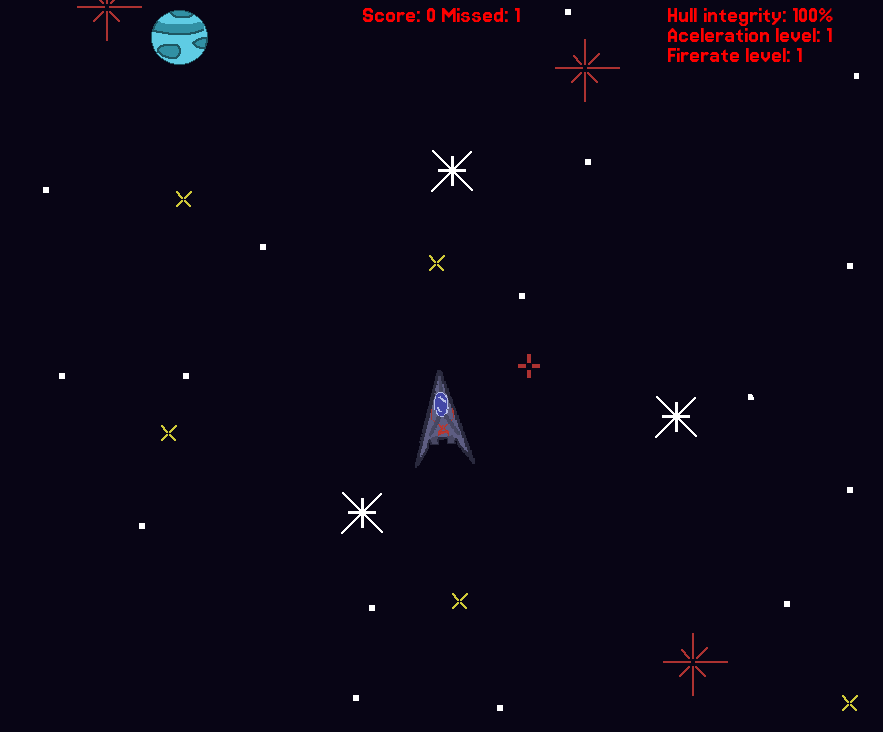 Score: 0 Missed: 1
Hull integrity: 100%
Aceleration level: 1
Firerate level: 1